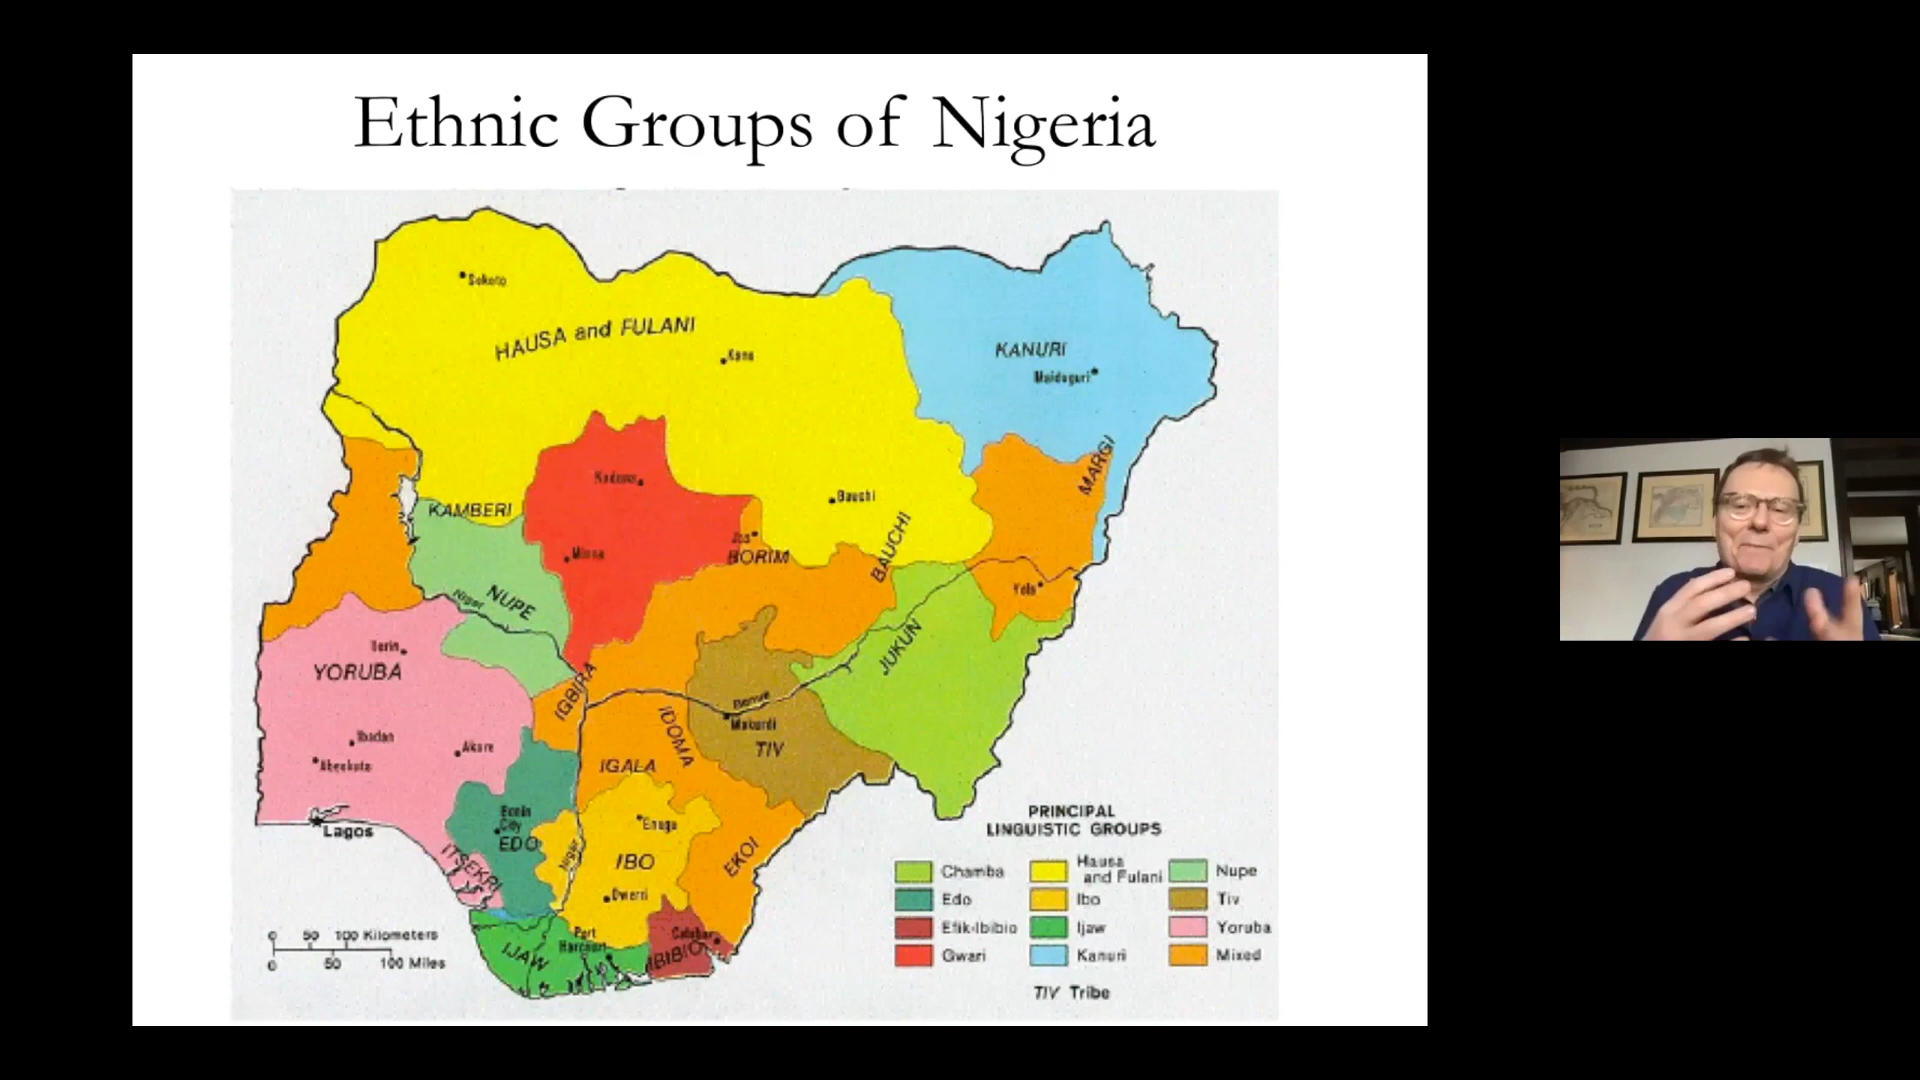 Ethnic Groups of Nigeria
Sokoto
HAUSA and FULANI
Kano
KANURI
Maiduguri
MARGI
Kaduna
Bauchi
KAMBERI
BAUCHI
Jos
BORIM
Minna
Yola
NUPE
Niger
JUKUN
Ilorin
YORUBA
IGBIRA
Benue
Makurdi
IDOMA
TIV
Ibadan
Akure
Abeokuta
IGALA
Benin
City
EDO
Enugu
Lagos
ITSEKRI
Niger
IBO
EKOI
Owerri
Port
Harcourt
Calabar
IJAW
IBIBIO
0 50 100 Kilometers
0 50 100 Miles
PRINCIPAL
LINGUISTIC GROUPS
Chamba
Edo
Efik-Ibibio
Gwari
Hausa
and Fulani
Ibo
Ijaw
Kanuri
Nupe
Tiv
Yoruba
Mixed
TIV Tribe